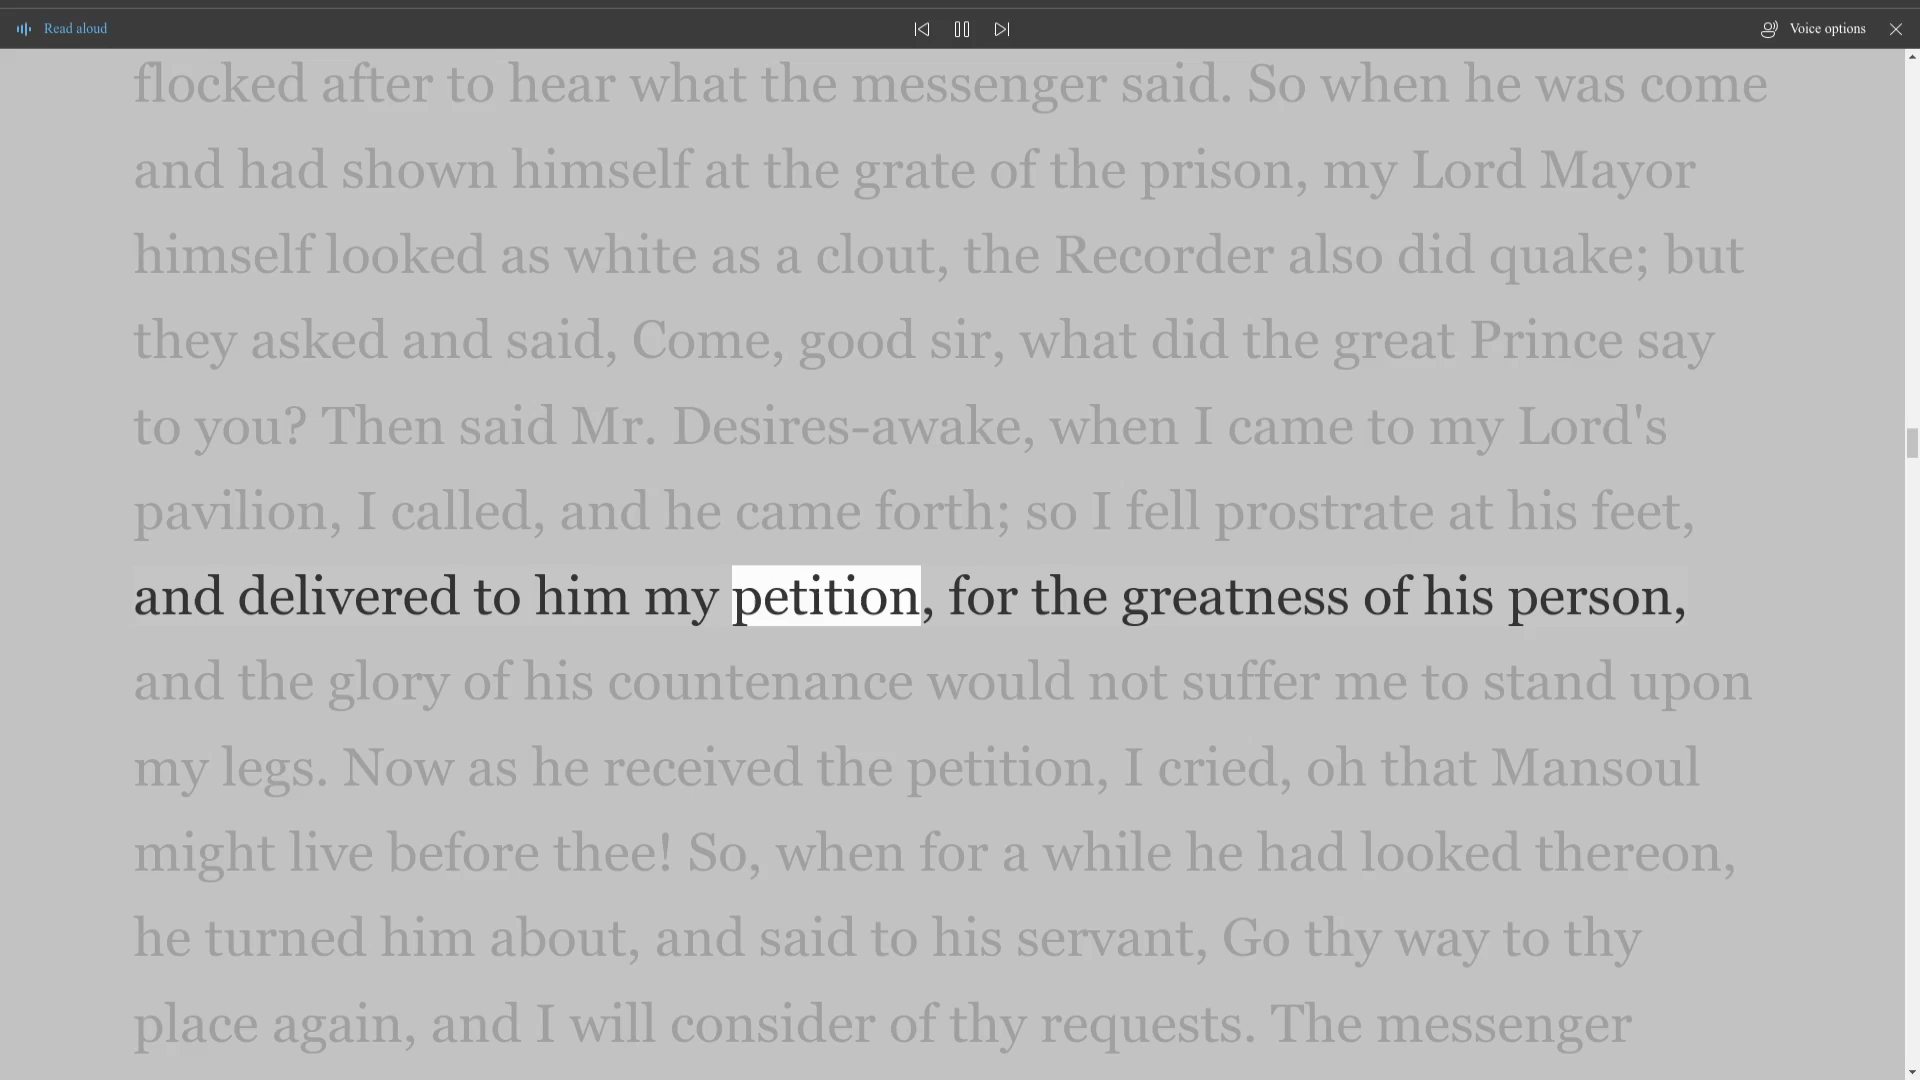 Read aloud
Voice options
flocked after to hear what the messenger said. So when he was come
and had shown himself at the grate of the prison, my Lord Mayor
himself looked as white as a clout, the Recorder also did quake; but
they asked and said, Come, good sir, what did the great Prince say
to you? Then said Mr. Desires-awake, when I came to my Lord's
pavilion, I called, and he came forth; so I fell prostrate at his feet,
and delivered to him my petition, for the greatness of his person,
and the glory of his countenance would not suffer me to stand upon
my legs. Now as he received the petition, I cried, oh that Mansoul
might live before thee! So, when for a while he had looked thereon,
he turned him about, and said to his servant, Go thy way to thy
place again, and I will consider of thy requests. The messenger